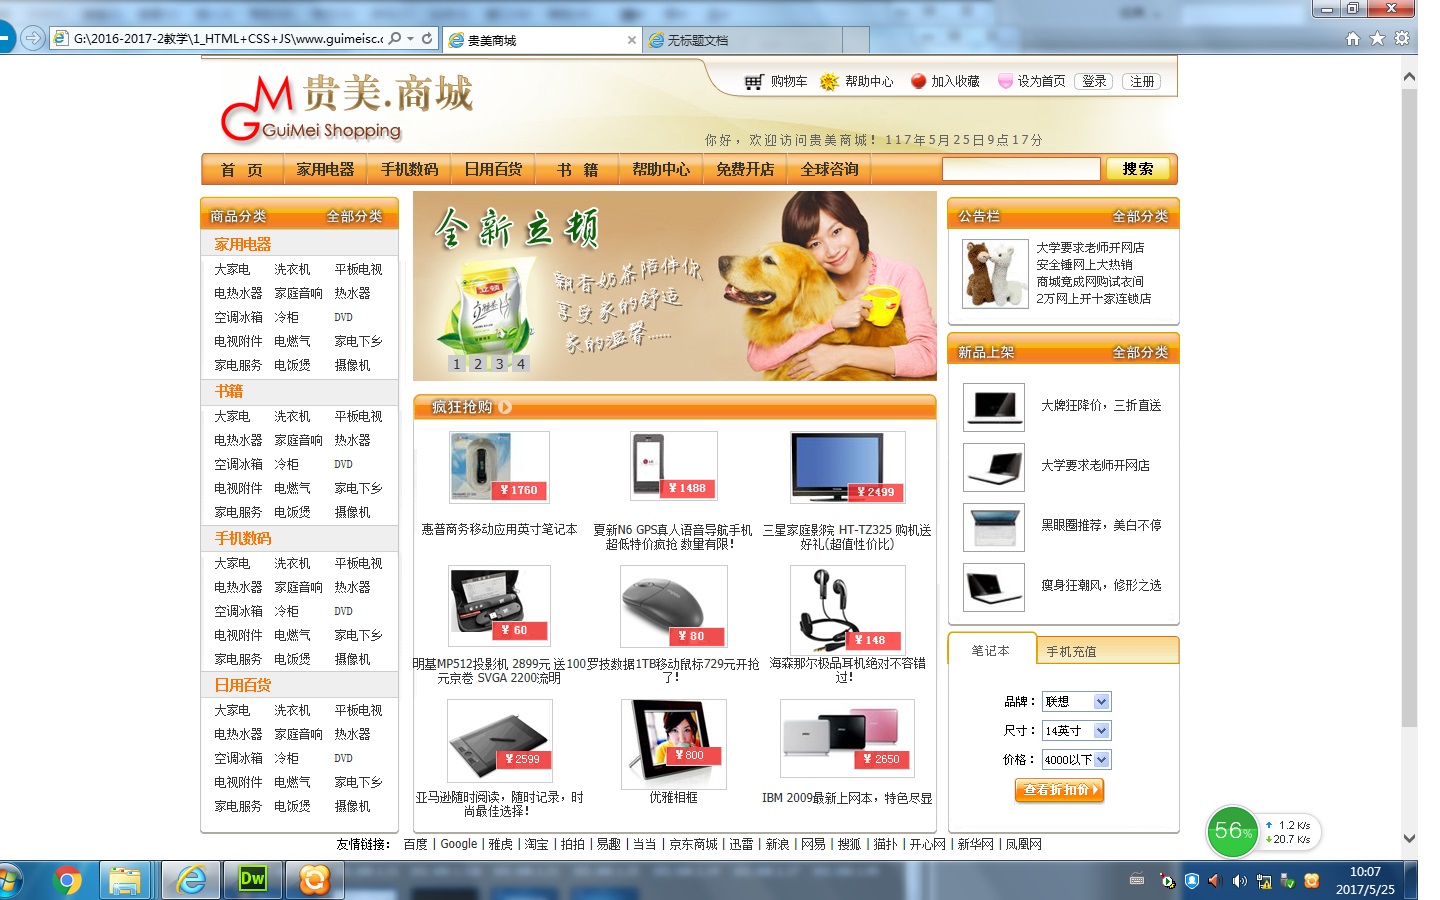 G:\2016-2017-2教学\1_HTML+CSS+JS\www.guimeisc.c
贵美商城
无标题文档
GM 贵美.商城
GuiMei Shopping
购物车 帮助中心 加入收藏 设为首页 登录 注册
你好，欢迎访问贵美商城！117年5月25日9点17分
首 页 家用电器 手机数码 日用百货 书 籍 帮助中心 免费开店 全球咨询 搜索
商品分类 全部分类
家用电器
大家电 洗衣机 平板电视
电热水器 家庭音响 热水器
空调冰箱 冷柜 DVD
电视附件 电燃气 家电下乡
家电服务 电饭煲 摄像机
书籍
大家电 洗衣机 平板电视
电热水器 家庭音响 热水器
空调冰箱 冷柜 DVD
电视附件 电燃气 家电下乡
家电服务 电饭煲 摄像机
手机数码
大家电 洗衣机 平板电视
电热水器 家庭音响 热水器
空调冰箱 冷柜 DVD
电视附件 电燃气 家电下乡
家电服务 电饭煲 摄像机
日用百货
大家电 洗衣机 平板电视
电热水器 家庭音响 热水器
空调冰箱 冷柜 DVD
电视附件 电燃气 家电下乡
家电服务 电饭煲 摄像机
全新立顿
飘香奶茶陪伴你
享受家的舒适
家的温馨......
立顿
1 2 3 4
疯狂抢购
¥ 1760
¥ 1488
¥ 2499
惠普商务移动应用英寸笔记本
夏新N6 GPS真人语音导航手机
超低特价疯抢 数量有限！
三星家庭影院 HT-TZ325 购机送
好礼(超值性价比)
¥ 60
¥ 80
¥ 148
明基MP512投影机 2899元 送100
元京卷 SVGA 2200流明
罗技数据1TB移动鼠标729元开抢
了！
海森那尔极品耳机绝对不容错
过！
¥ 2599
¥ 800
¥ 2650
亚马逊随时阅读，随时记录，时
尚最佳选择！
优雅相框
IBM 2009最新上网本，特色尽显
公告栏 全部分类
大学要求老师开网店
安全锤网上大热销
商城竟成网购试衣间
2万网上开十家连锁店
新品上架 全部分类
大牌狂降价，三折直送
大学要求老师开网店
黑眼圈推荐，美白不停
瘦身狂潮风，修形之选
笔记本 手机充值
品牌： 联想
尺寸： 14英寸
价格： 4000以下
查看折扣价
友情链接： 百度 | Google | 雅虎 | 淘宝 | 拍拍 | 易趣 | 当当 | 京东商城 | 迅雷 | 新浪 | 网易 | 搜狐 | 猫扑 | 开心网 | 新华网 | 凤凰网
56%
1.2 K/s
20.7 K/s
Dw
10:07
2017/5/25